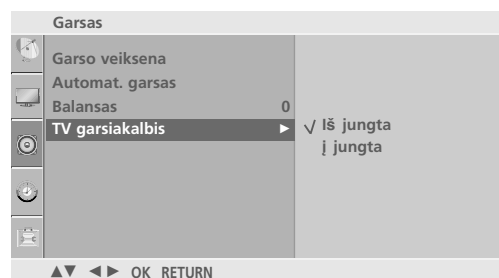 Garsas
Garso veiksena
Automat. garsas
Balansas 0
TV garsiakalbis ►
√ Iš jungta
į jungta
▲▼ ◄► OK RETURN